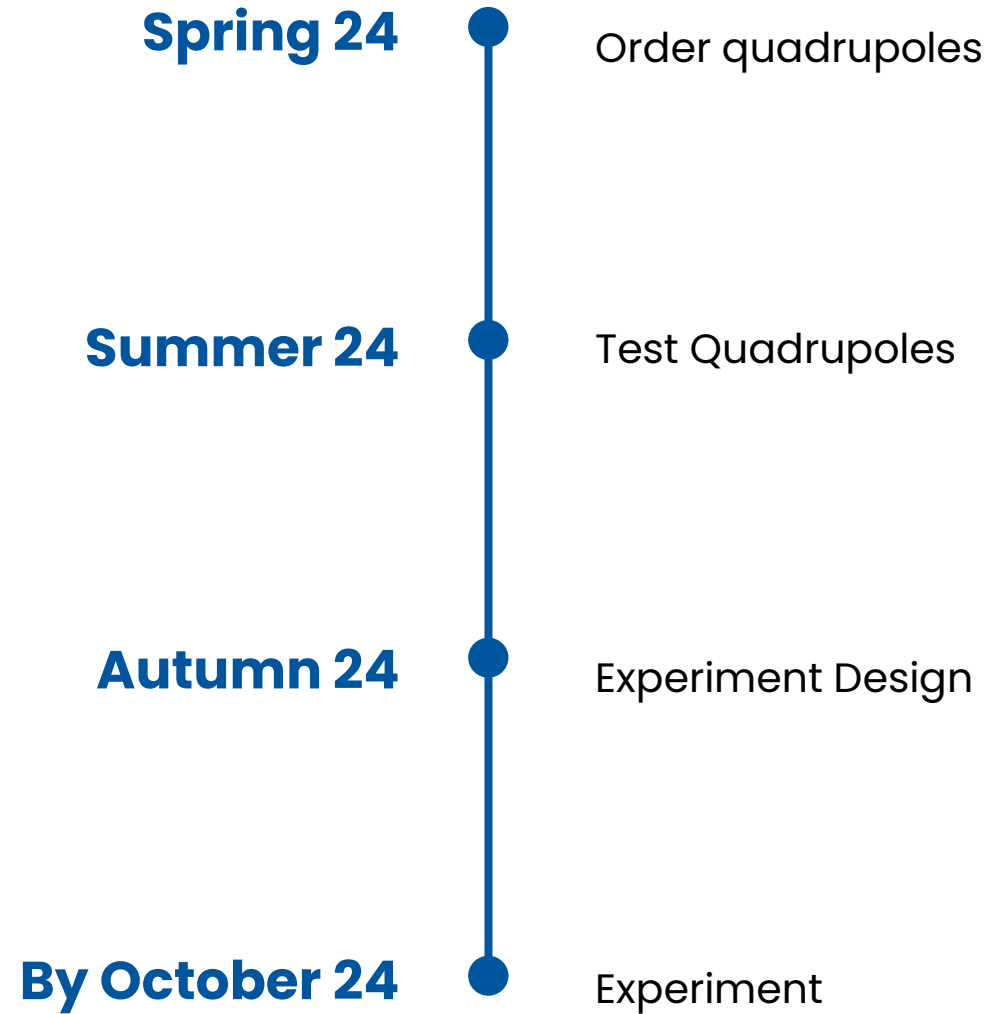 Spring 24
Order quadrupoles
Summer 24
Test Quadrupoles
Autumn 24
Experiment Design
By October 24
Experiment